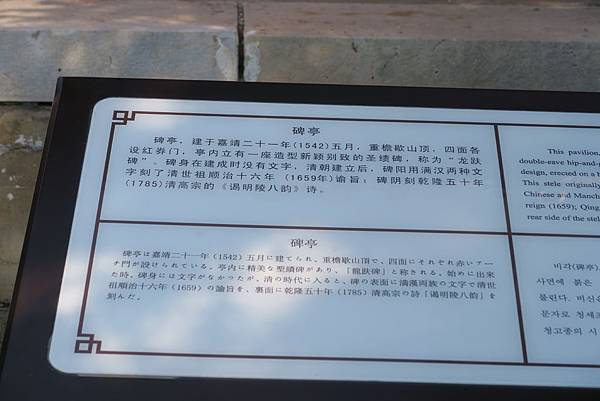 碑亭
碑亭，建于嘉靖二十一年(1542)五月，重檐歇山顶，四面各
设红券门，亭内立有一座造型新颖别致的圣绩碑，称为“龙趺
碑”。碑身在建成时没有文字，清朝建立后，碑阳用满汉两种文
字刻了清世祖顺治十六年（1659年)谕旨；碑阴刻乾隆五十年
(1785)清高宗的《谒明陵八韵》诗。
碑亭
碑亭は嘉靖二十一年（1542）五月に建てられ、重檐歇山頂で、四面にそれぞれ赤いアー
チ門が設けられている。亭内に精美な聖績碑があり、「龍趺碑」と称される。始めに出来
た時、碑身には文字がなかったが、清の時代に入ると、碑の表面に満漢両族の文字で清世
祖順治十六年（1659）の諭旨を、裏面に乾隆五十年（1785）清高宗の詩「谒明陵八韵」を
刻んだ。
This pavilion,
double-eave hip-and-g
design, erected on a h
This stele originally
Chinese and Manch
reign (1659); Qing
rear side of the stel
비각(碑亭)
사면에 붉은
불린다. 비신은
문자로 청세조
청고종의 시